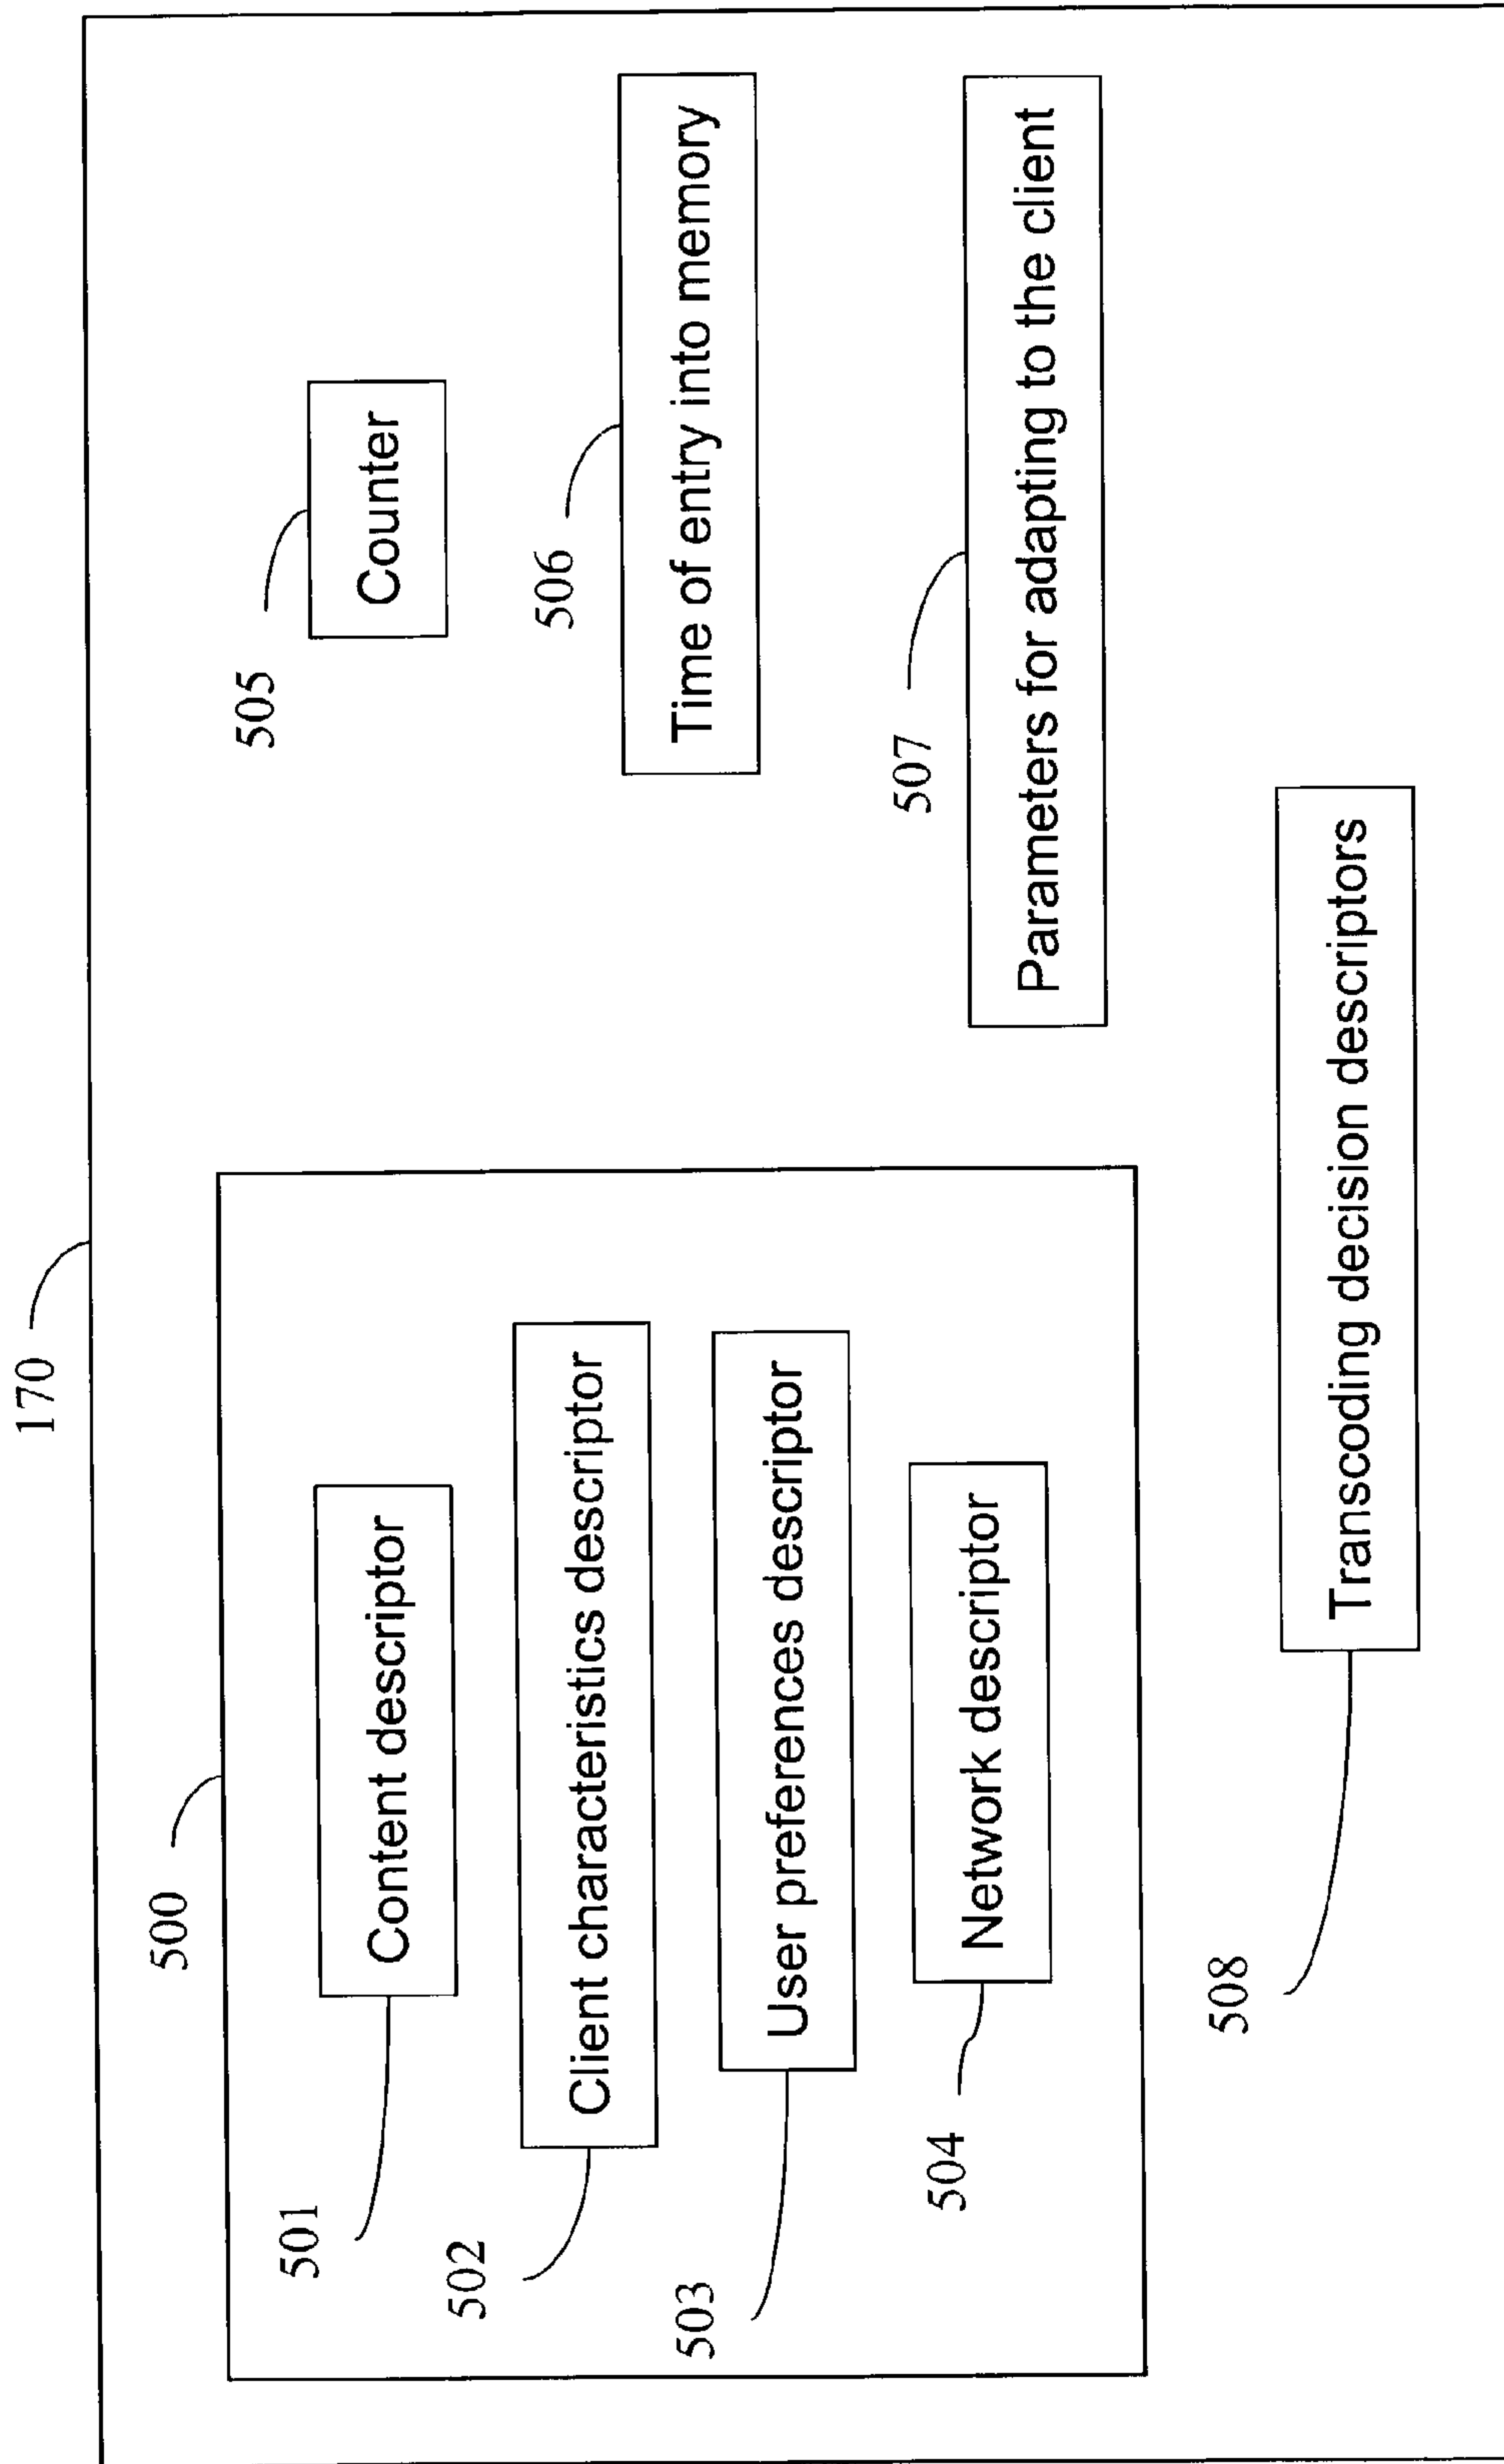 170
500
501
Content descriptor
502
Client characteristics descriptor
503
User preferences descriptor
504
Network descriptor
505
Counter
506
Time of entry into memory
507
Parameters for adapting to the client
508
Transcoding decision descriptors